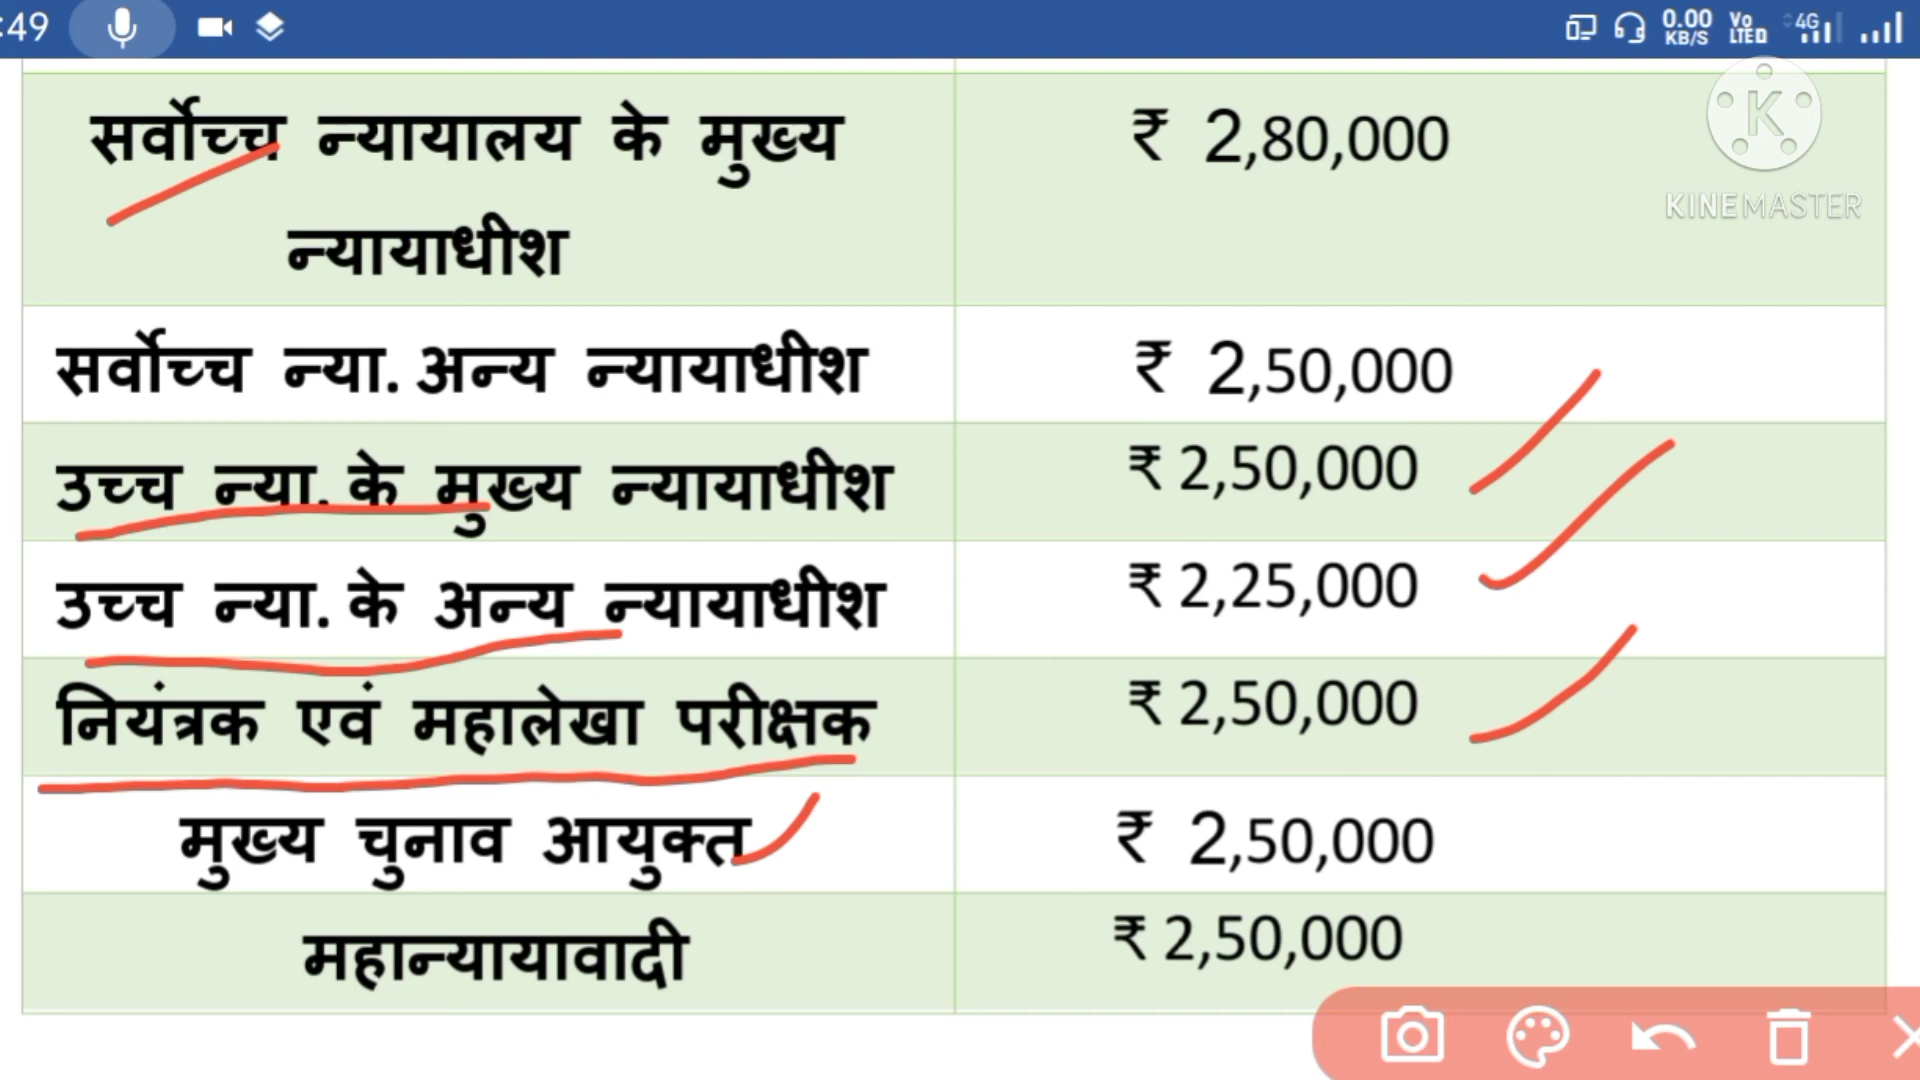 :49
0.00
KB/S
Vo
LTE
4G
KINEMASTER
सर्वोच्च न्यायालय के मुख्य
न्यायाधीश
₹ 2,80,000
सर्वोच्च न्या. अन्य न्यायाधीश
₹ 2,50,000
उच्च न्या. के मुख्य न्यायाधीश
₹ 2,50,000
उच्च न्या. के अन्य न्यायाधीश
₹ 2,25,000
नियंत्रक एवं महालेखा परीक्षक
₹ 2,50,000
मुख्य चुनाव आयुक्त
₹ 2,50,000
महान्यायावादी
₹ 2,50,000